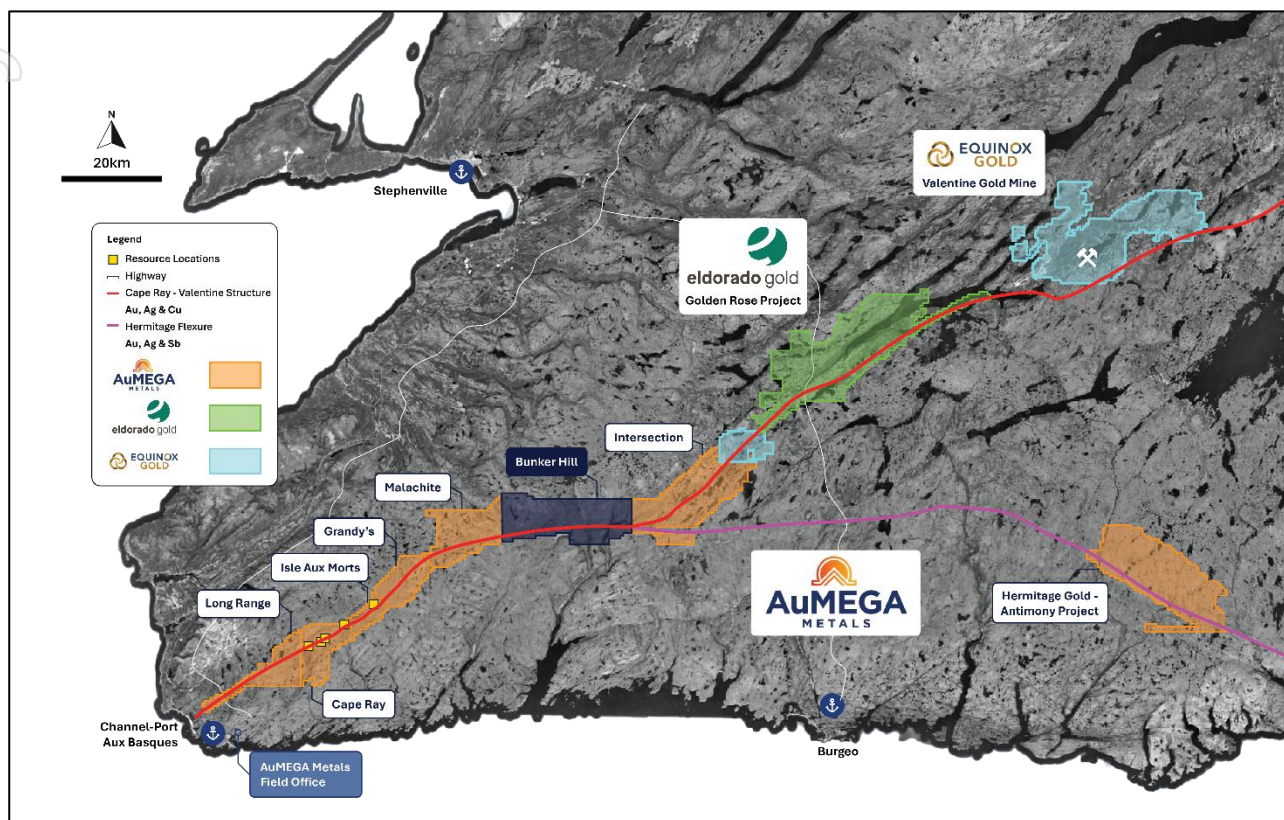 N
20km
Stephenville
EQUINOX
GOLD
Valentine Gold Mine
eldorado gold
Golden Rose Project
Legend
Resource Locations
Highway
Cape Ray - Valentine Structure
Au, Ag & Cu
Hermitage Flexure
Au, Ag & Sb
AuMEGA
METALS
eldorado gold
EQUINOX
GOLD
Intersection
Bunker Hill
Malachite
Grandy's
Isle Aux Morts
Long Range
Cape Ray
AuMEGA
METALS
Hermitage Gold -
Antimony Project
Channel-Port
Aux Basques
Burgeo
AuMEGA Metals
Field Office